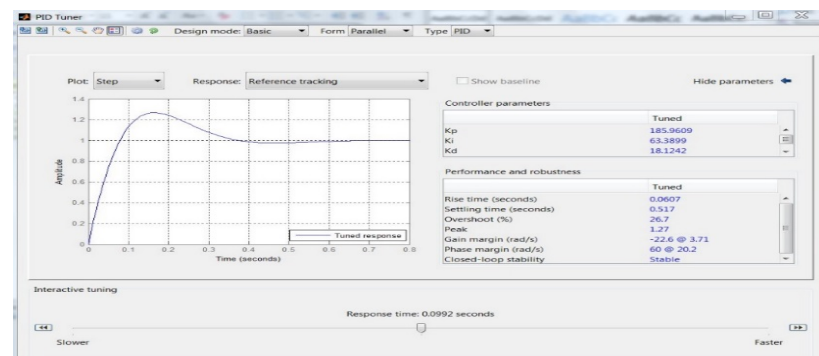 PID Tuner
Design mode: Basic Form Parallel Type PID
Plot: Step Response: Reference tracking Show baseline Hide parameters
Controller parameters
Tuned
Kp 185.9609
Ki 63.3899
Kd 18.1242
Performance and robustness
Tuned
Rise time (seconds) 0.0607
Settling time (seconds) 0.517
Overshoot (%) 26.7
Peak 1.27
Gain margin (rad/s) -22.6 @ 3.71
Phase margin (rad/s) 60 @ 20.2
Closed-loop stability Stable
1.4
1.2
1
0.8
0.6
0.4
0.2
0
Amplitude
Tuned response
0 0.1 0.2 0.3 0.4 0.5 0.6 0.7 0.8
Time (seconds)
Interactive tuning
Response time: 0.0992 seconds
Slower Faster